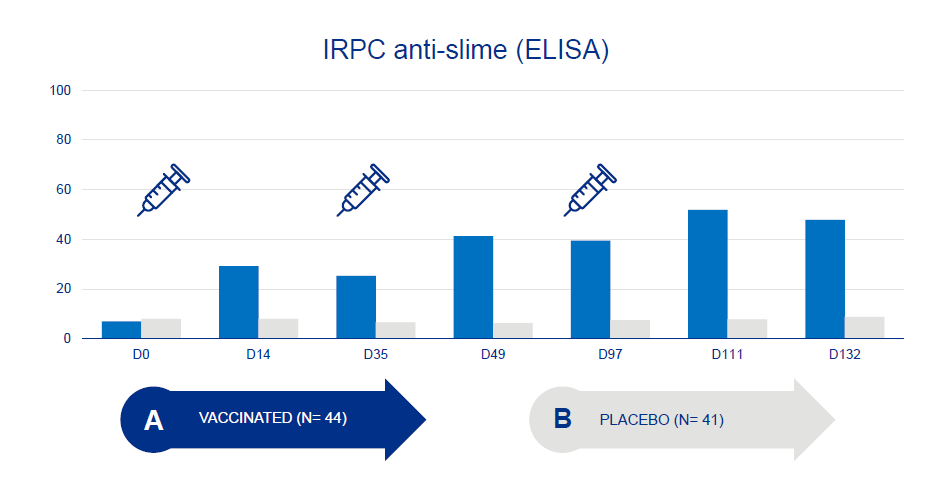 IRPC anti-slime (ELISA)
100
80
60
40
20
0
D0 D14 D35 D49 D97 D111 D132
A VACCINATED (N= 44) B PLACEBO (N= 41)